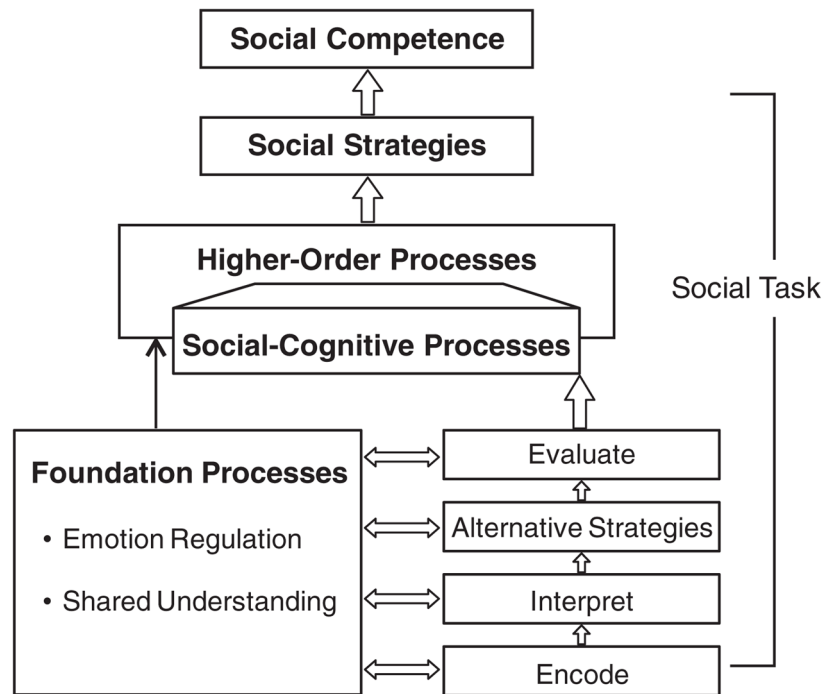 Social Competence
Social Strategies
Higher-Order Processes
Social Task
Social-Cognitive Processes
Foundation Processes
• Emotion Regulation
• Shared Understanding
Evaluate
Alternative Strategies
Interpret
Encode